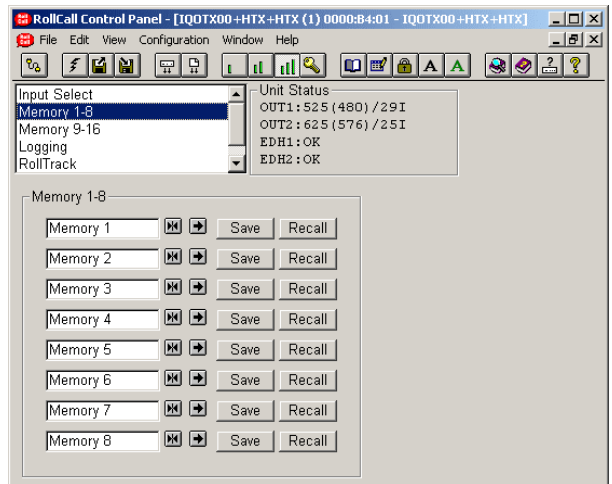 RollCall Control Panel - [IQOTX00+HTX+HTX (1) 0000:B4:01 - IQOTX00+HTX+HTX]
File Edit View Configuration Window Help
A A
Input Select
Memory 1-8
Memory 9-16
Logging
RollTrack
Unit Status
OUT1:525(480)/29I
OUT2:625(576)/25I
EDH1:OK
EDH2:OK
Memory 1-8
Memory 1 Save Recall
Memory 2 Save Recall
Memory 3 Save Recall
Memory 4 Save Recall
Memory 5 Save Recall
Memory 6 Save Recall
Memory 7 Save Recall
Memory 8 Save Recall